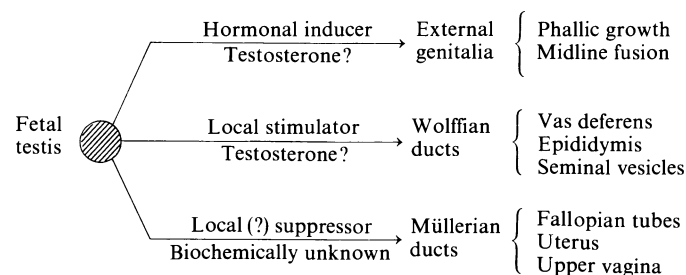 Hormonal inducer
Testosterone?
External
genitalia
Phallic growth
Midline fusion
Fetal
testis
Local stimulator
Testosterone?
Wolffian
ducts
Vas deferens
Epididymis
Seminal vesicles
Local (?) suppressor
Biochemically unknown
Müllerian
ducts
Fallopian tubes
Uterus
Upper vagina